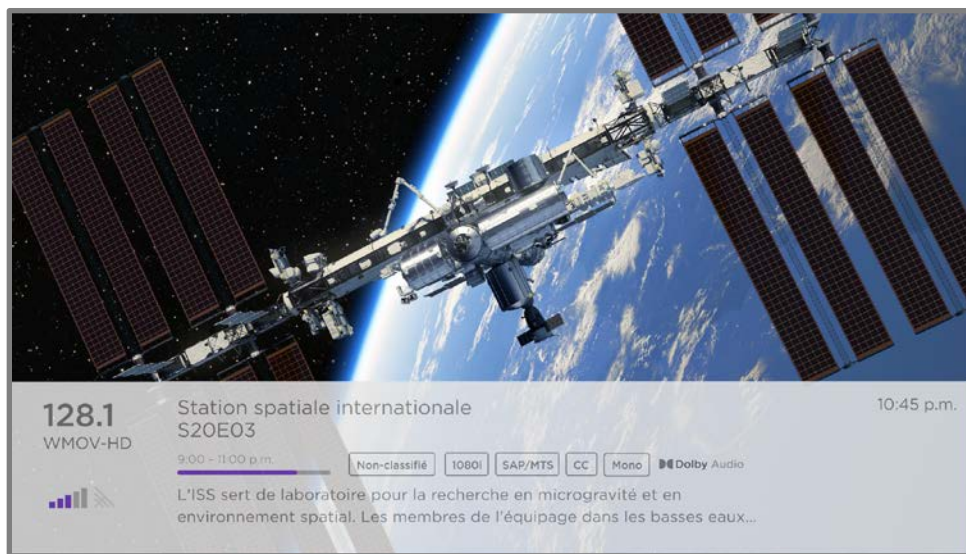 128.1
WMOV-HD
Station spatiale internationale
S20E03
10:45 p.m.
9:00 - 11:00 p.m.
Non-classifié 1080i SAP/MTS CC Mono Dolby Audio
L'ISS sert de laboratoire pour la recherche en microgravité et en
environnement spatial. Les membres de l'équipage dans les basses eaux...